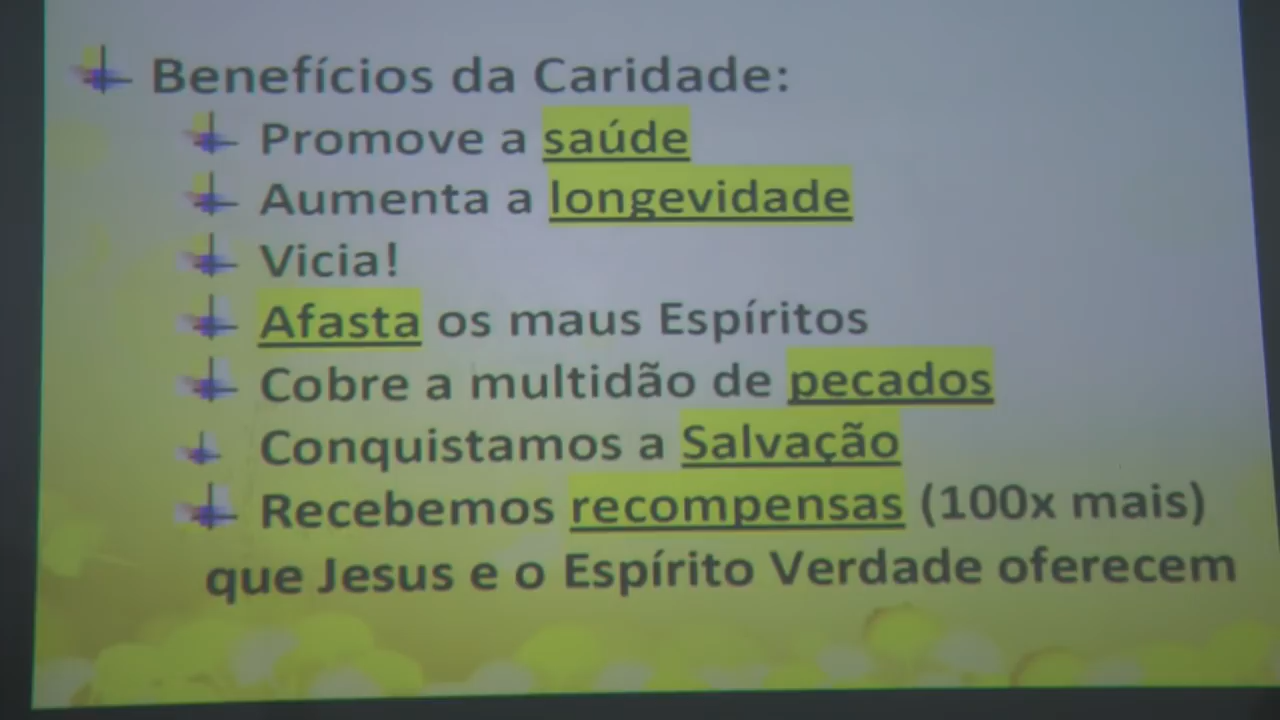 Benefícios da Caridade:
Promove a saúde
Aumenta a longevidade
Vicia!
Afasta os maus Espíritos
Cobre a multidão de pecados
Conquistamos a Salvação
Recebemos recompensas (100x mais)
que Jesus e o Espírito Verdade oferecem